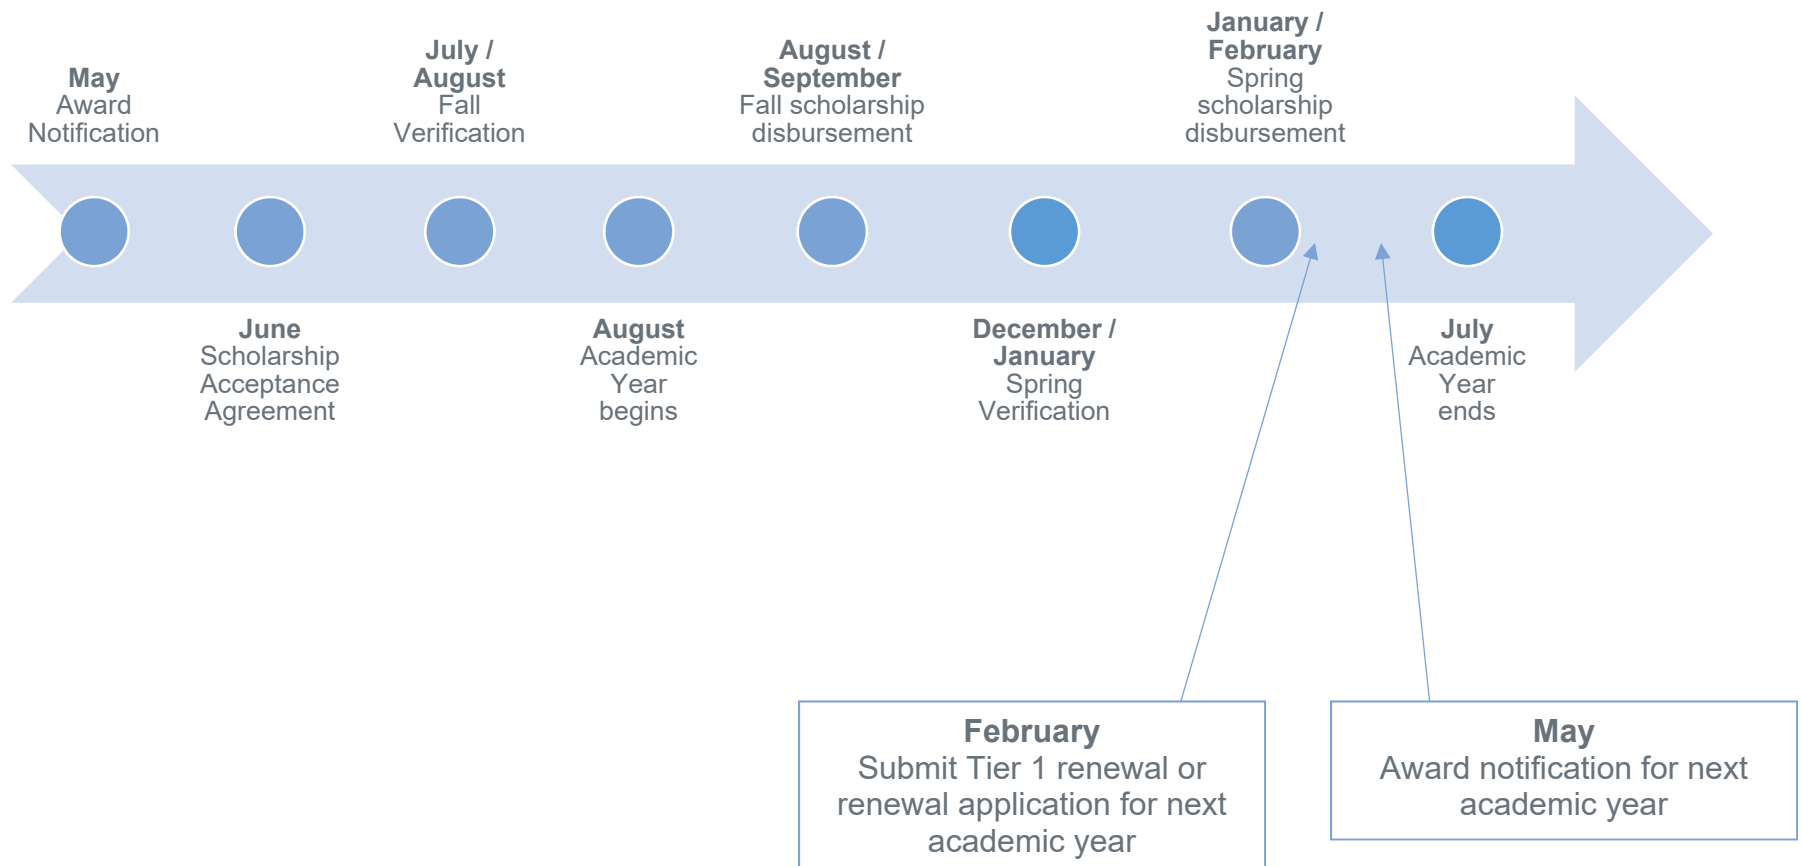 May
Award
Notification
June
Scholarship
Acceptance
Agreement
July /
August
Fall
Verification
August
Academic
Year
begins
August /
September
Fall scholarship
disbursement
December /
January
Spring
Verification
January /
February
Spring
scholarship
disbursement
July
Academic
Year
ends
February
Submit Tier 1 renewal or
renewal application for next
academic year
May
Award notification for next
academic year